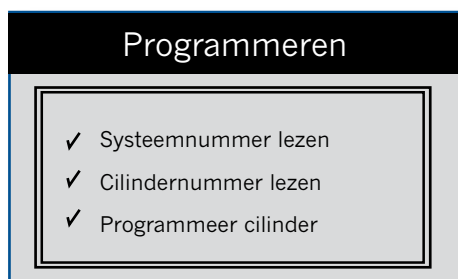 Programmeren
✓ Systeemnummer lezen
✓ Cilindernummer lezen
✓ Programmeer cilinder